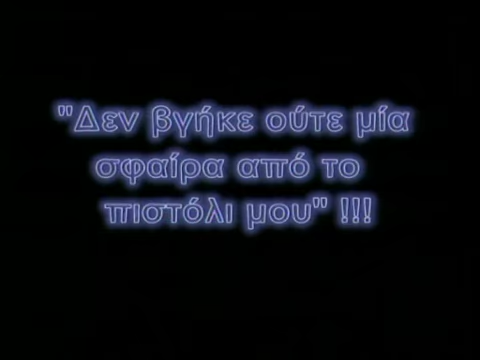 "Δεν βγήκε ούτε μία
σφαίρα από το
πιστόλι μου" !!!